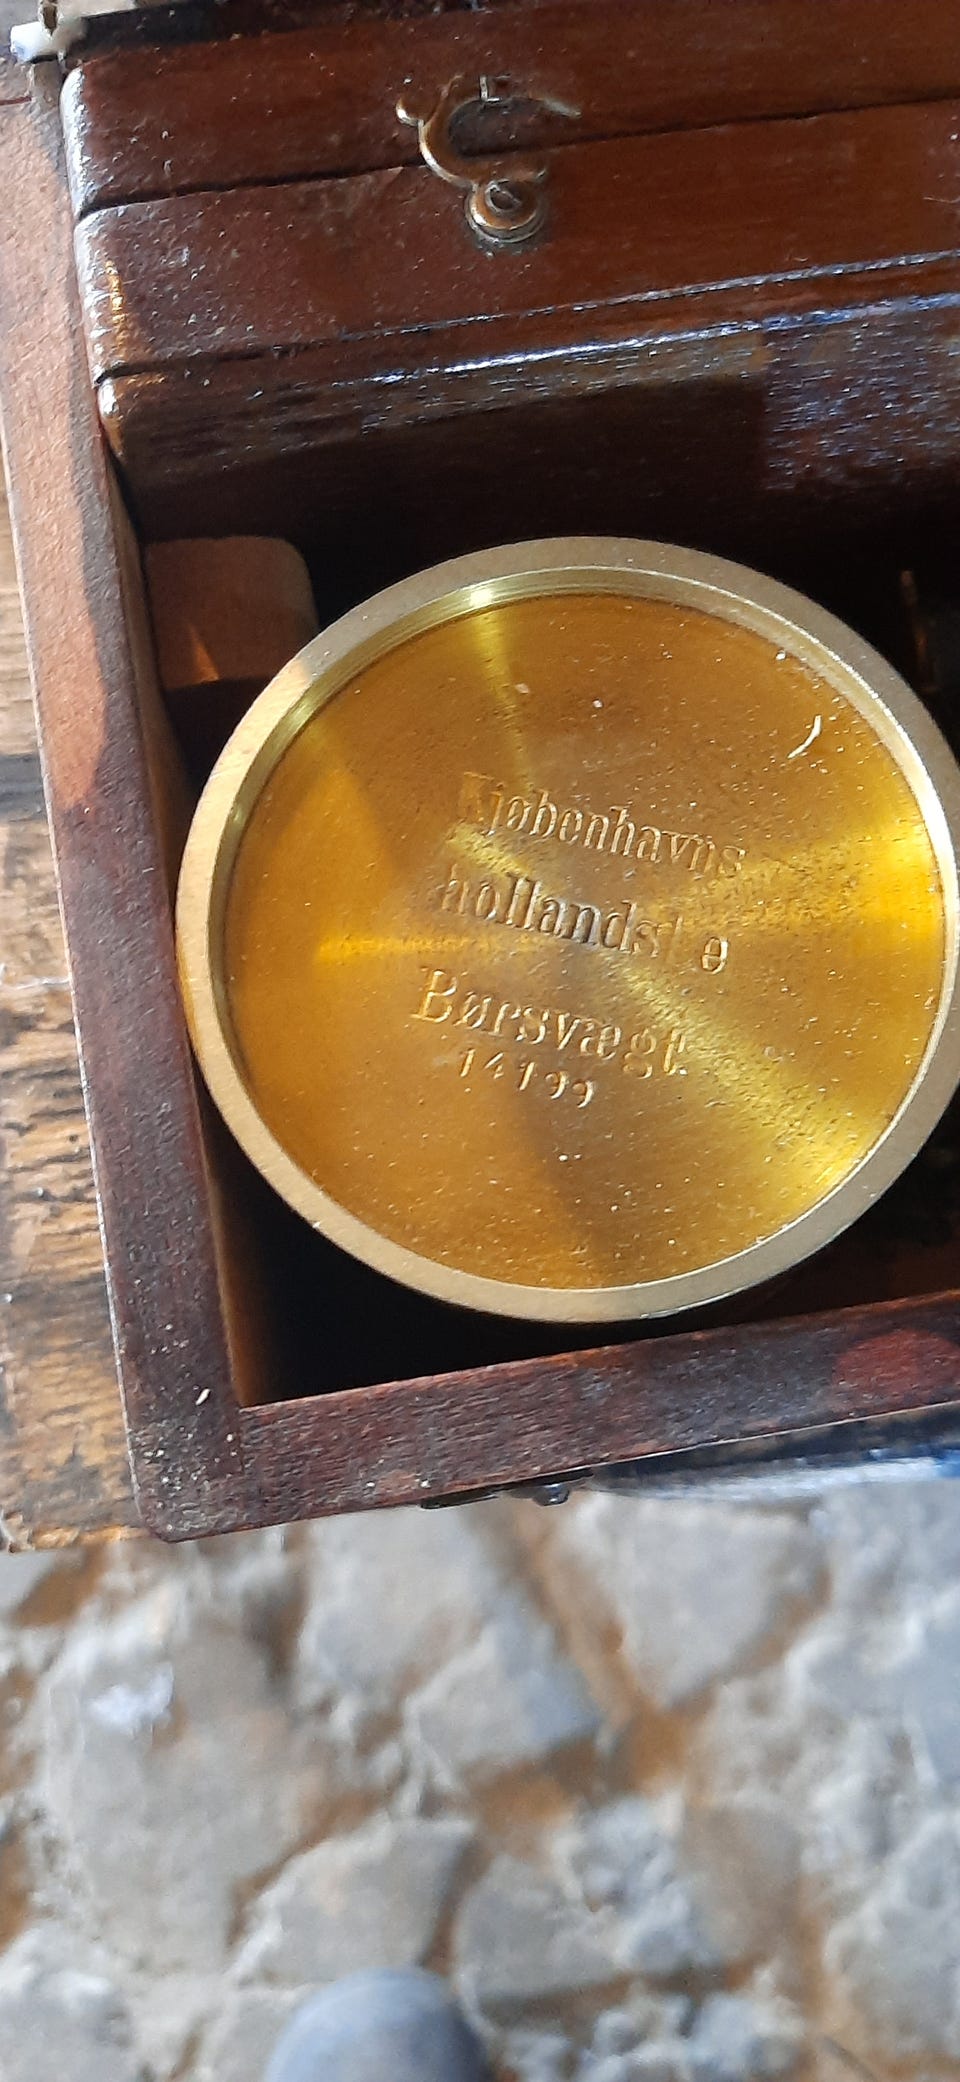 Kjøbenhavns
hollandske
Børsvægt.
14199